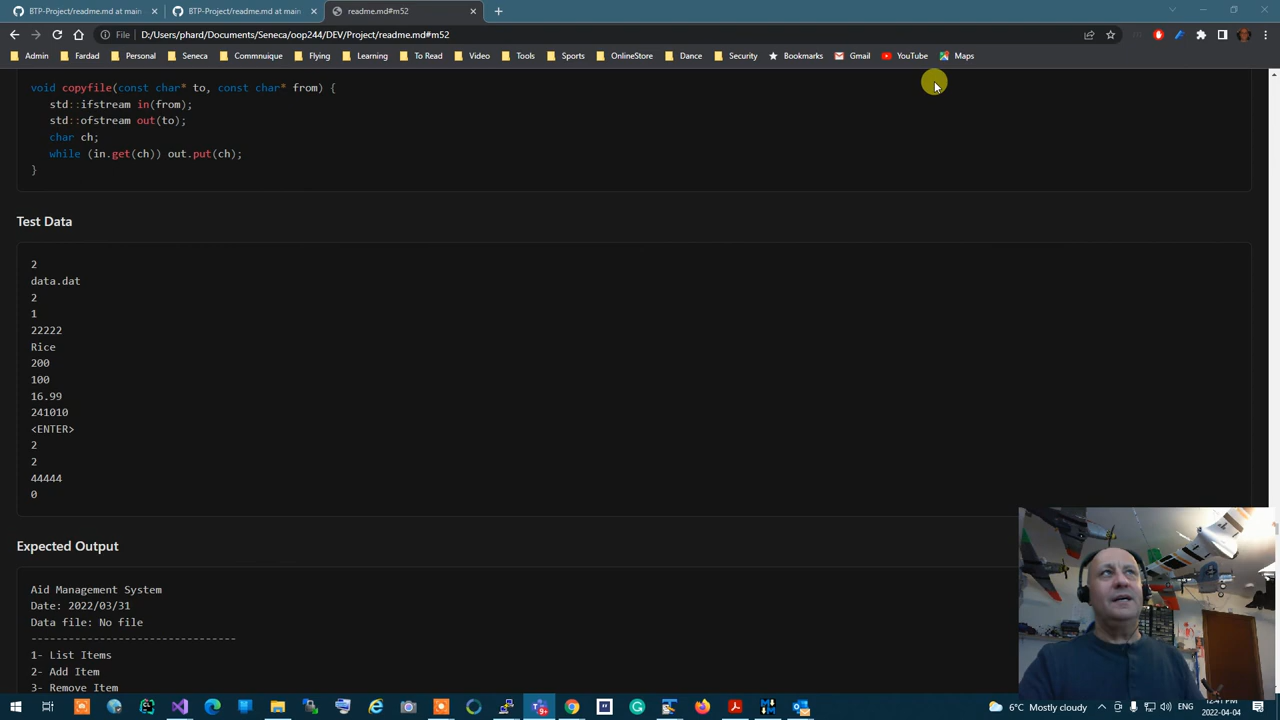 BTP-Project/readme.md at main
BTP-Project/readme.md at main
readme.md#m52
File
D:/Users/phard/Documents/Seneca/oop244/DEV/Project/readme.md#m52
Admin
Fardad
Personal
Seneca
Commnuique
Flying
Learning
To Read
Video
Tools
Sports
OnlineStore
Dance
Security
Bookmarks
Gmail
YouTube
Maps
void copyfile(const char* to, const char* from) {
std::ifstream in(from);
std::ofstream out(to);
char ch;
while (in.get(ch)) out.put(ch);
}
Test Data
2
data.dat
2
1
22222
Rice
200
100
16.99
241010
<ENTER>
2
2
44444
0
Expected Output
Aid Management System
Date: 2022/03/31
Data file: No file
---------------------------------
1- List Items
2- Add Item
3- Remove Item
6°C Mostly cloudy
12:41 PM
2022-04-04